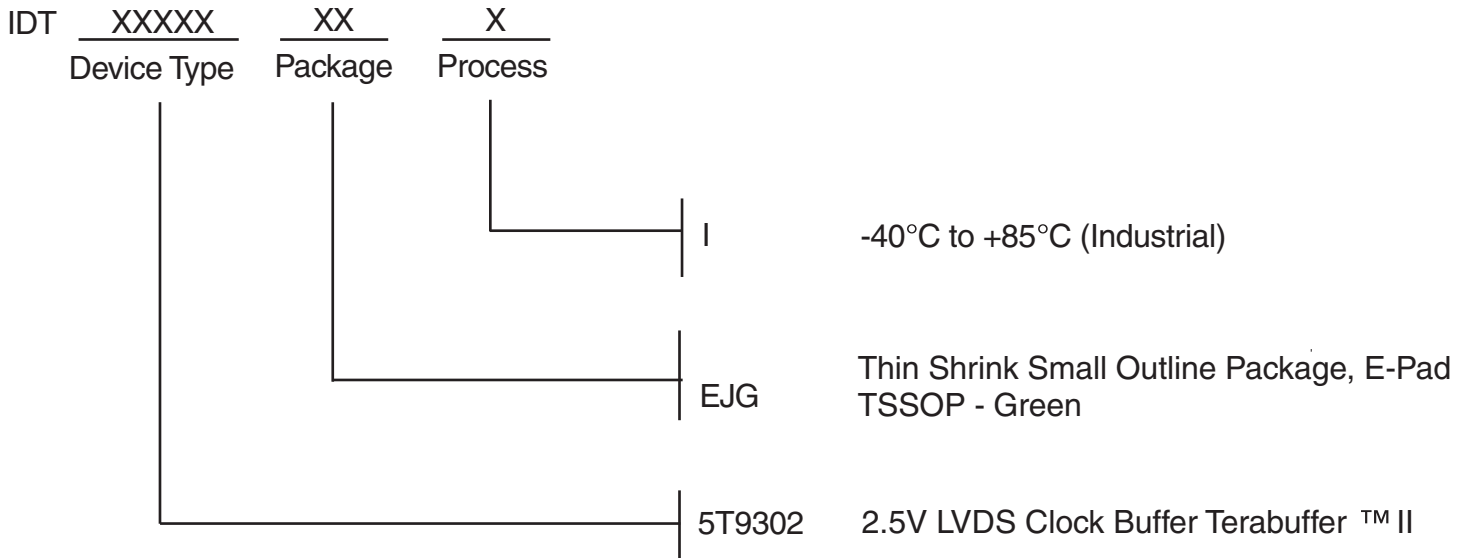 IDT XXXXX XX X
Device Type Package Process
I -40°C to +85°C (Industrial)
EJG Thin Shrink Small Outline Package, E-Pad
TSSOP - Green
5T9302 2.5V LVDS Clock Buffer Terabuffer ™ II